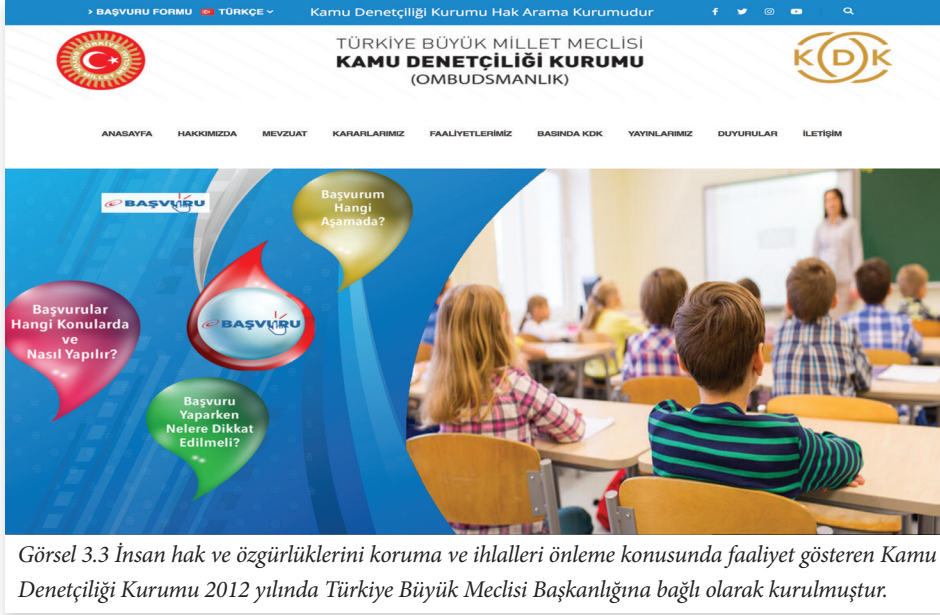 > BAŞVURU FORMU TÜRKÇE Kamu Denetçiliği Kurumu Hak Arama Kurumudur
TÜRKİYE BÜYÜK MİLLET MECLİSİ
KAMU DENETÇİLİĞİ KURUMU
(OMBUDSMANLIK)
KDK
ANASAYFA HAKKIMIZDA MEVZUAT KARARLARIMIZ FAALİYETLERİMİZ BASINDA KDK YAYINLARIMIZ DUYURULAR İLETİŞİM
e BAŞVURU
Başvurum
Hangi
Aşamada?
Başvurular
Hangi Konularda
ve
Nasıl Yapılır?
e BAŞVURU
Başvuru
Yaparken
Nelere Dikkat
Edilmeli?
Görsel 3.3 İnsan hak ve özgürlüklerini koruma ve ihlalleri önleme konusunda faaliyet gösteren Kamu
Denetçiliği Kurumu 2012 yılında Türkiye Büyük Meclisi Başkanlığına bağlı olarak kurulmuştur.